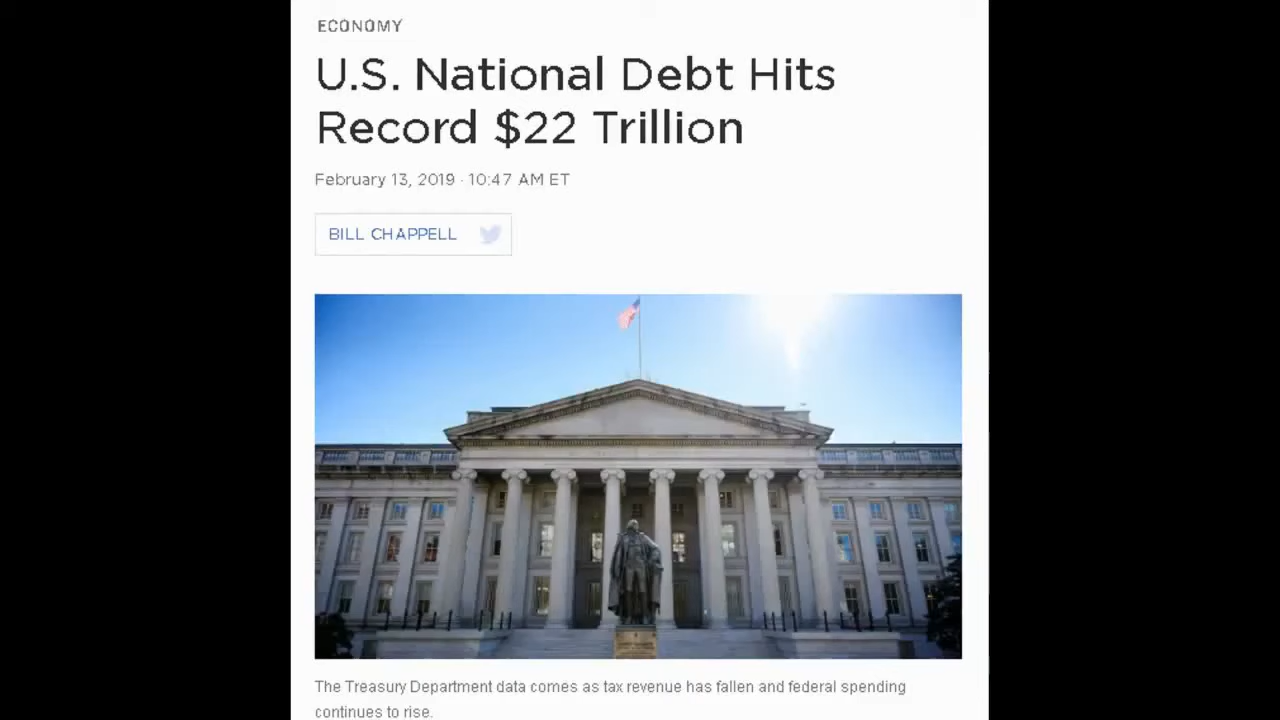 ECONOMY
U.S. National Debt Hits
Record $22 Trillion
February 13, 2019 · 10:47 AM ET
BILL CHAPPELL
The Treasury Department data comes as tax revenue has fallen and federal spending
continues to rise.